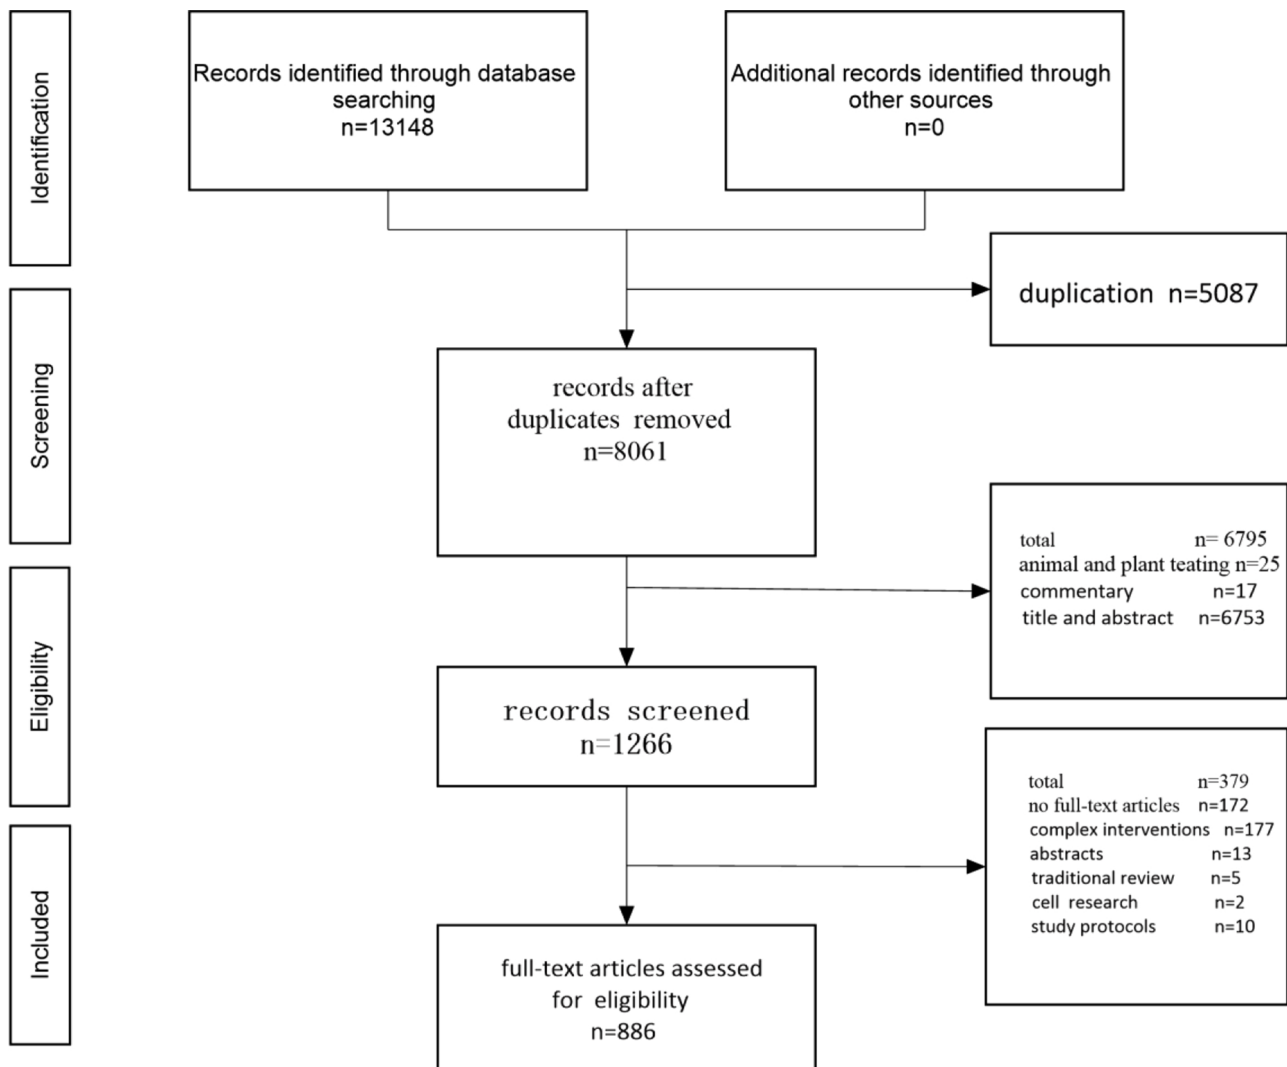 Identification
Records identified through database
searching
n=13148
Additional records identified through
other sources
n=0
duplication n=5087
Screening
records after
duplicates removed
n=8061
total n= 6795
animal and plant teating n=25
commentary n=17
title and abstract n=6753
Eligibility
records screened
n=1266
total n=379
no full-text articles n=172
complex interventions n=177
abstracts n=13
traditional review n=5
cell research n=2
study protocols n=10
Included
full-text articles assessed
for eligibility
n=886